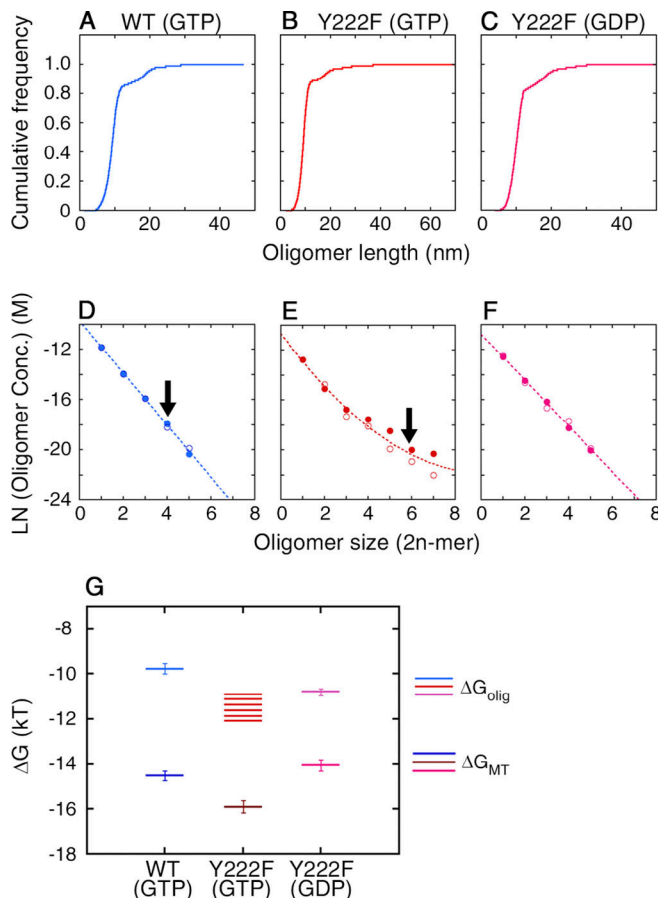 A WT (GTP)
B Y222F (GTP)
C Y222F (GDP)
Cumulative frequency
1.0
0.8
0.6
0.4
0.2
0
0 20 40
0 20 40 60
0 20 40
Oligomer length (nm)
D
E
F
LN (Oligomer Conc.) (M)
-12
-16
-20
-24
0 2 4 6 8
0 2 4 6 8
0 2 4 6 8
Oligomer size (2n-mer)
G
ΔG (kT)
-8
-10
-12
-14
-16
-18
ΔGolig
ΔGMT
WT Y222F Y222F
(GTP) (GTP) (GDP)